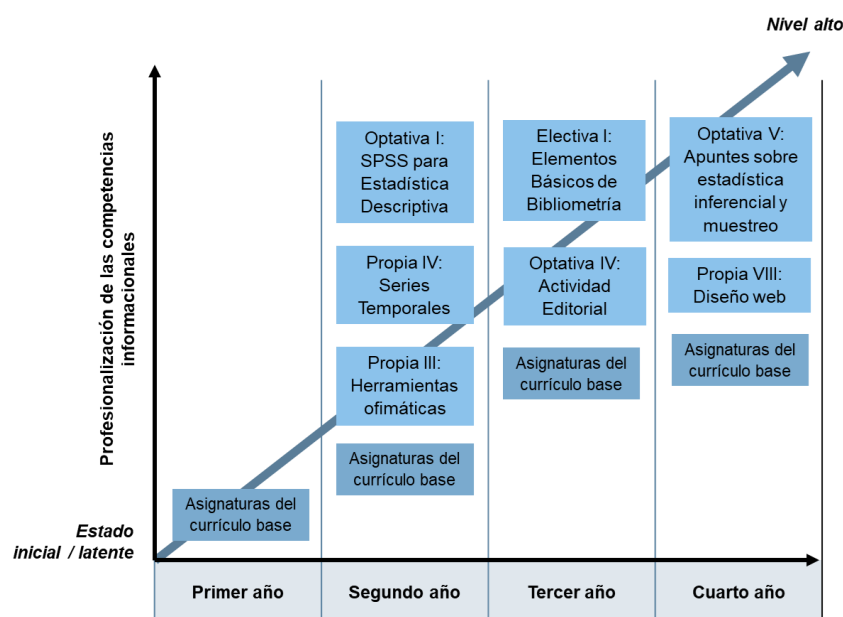 Nivel alto
Profesionalización de las competencias
informacionales
Optativa I:
SPSS para
Estadística
Descriptiva
Electiva I:
Elementos
Básicos de
Bibliometría
Optativa V:
Apuntes sobre
estadística
inferencial y
muestreo
Propia IV:
Series
Temporales
Optativa IV:
Actividad
Editorial
Propia VIII:
Diseño web
Propia III:
Herramientas
ofimáticas
Asignaturas del
currículo base
Asignaturas del
currículo base
Asignaturas del
currículo base
Asignaturas del
currículo base
Estado
inicial / latente
Primer año
Segundo año
Tercer año
Cuarto año